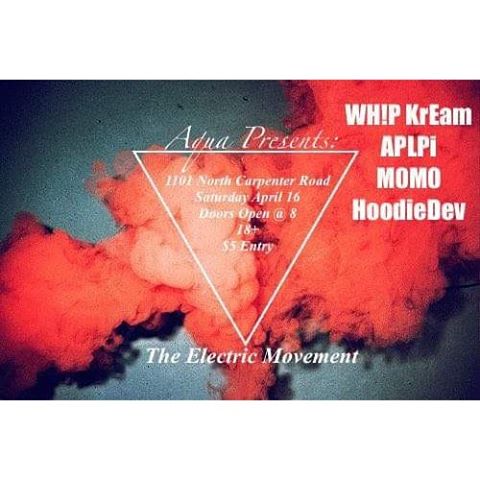 Aqua Presents:
1101 North Carpenter Road
Saturday April 16
Doors Open @ 8
18+
$5 Entry
The Electric Movement
WH!P KrEam
APLPi
MOMO
HoodieDev